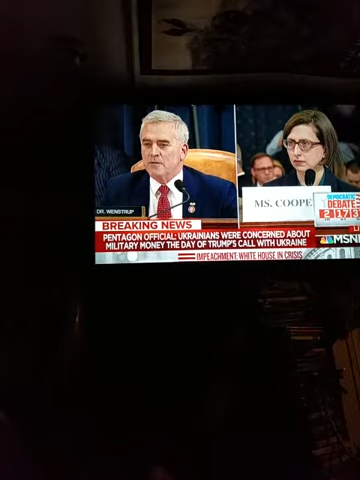 DR. WENSTRUP
MS. COOPE
DEMOCRATIC
DEBATE
BREAKING NEWS
PENTAGON OFFICIAL: UKRAINIANS WERE CONCERNED ABOUT
MILITARY MONEY THE DAY OF TRUMP'S CALL WITH UKRAINE
MSN
IMPEACHMENT: WHITE HOUSE IN CRISIS